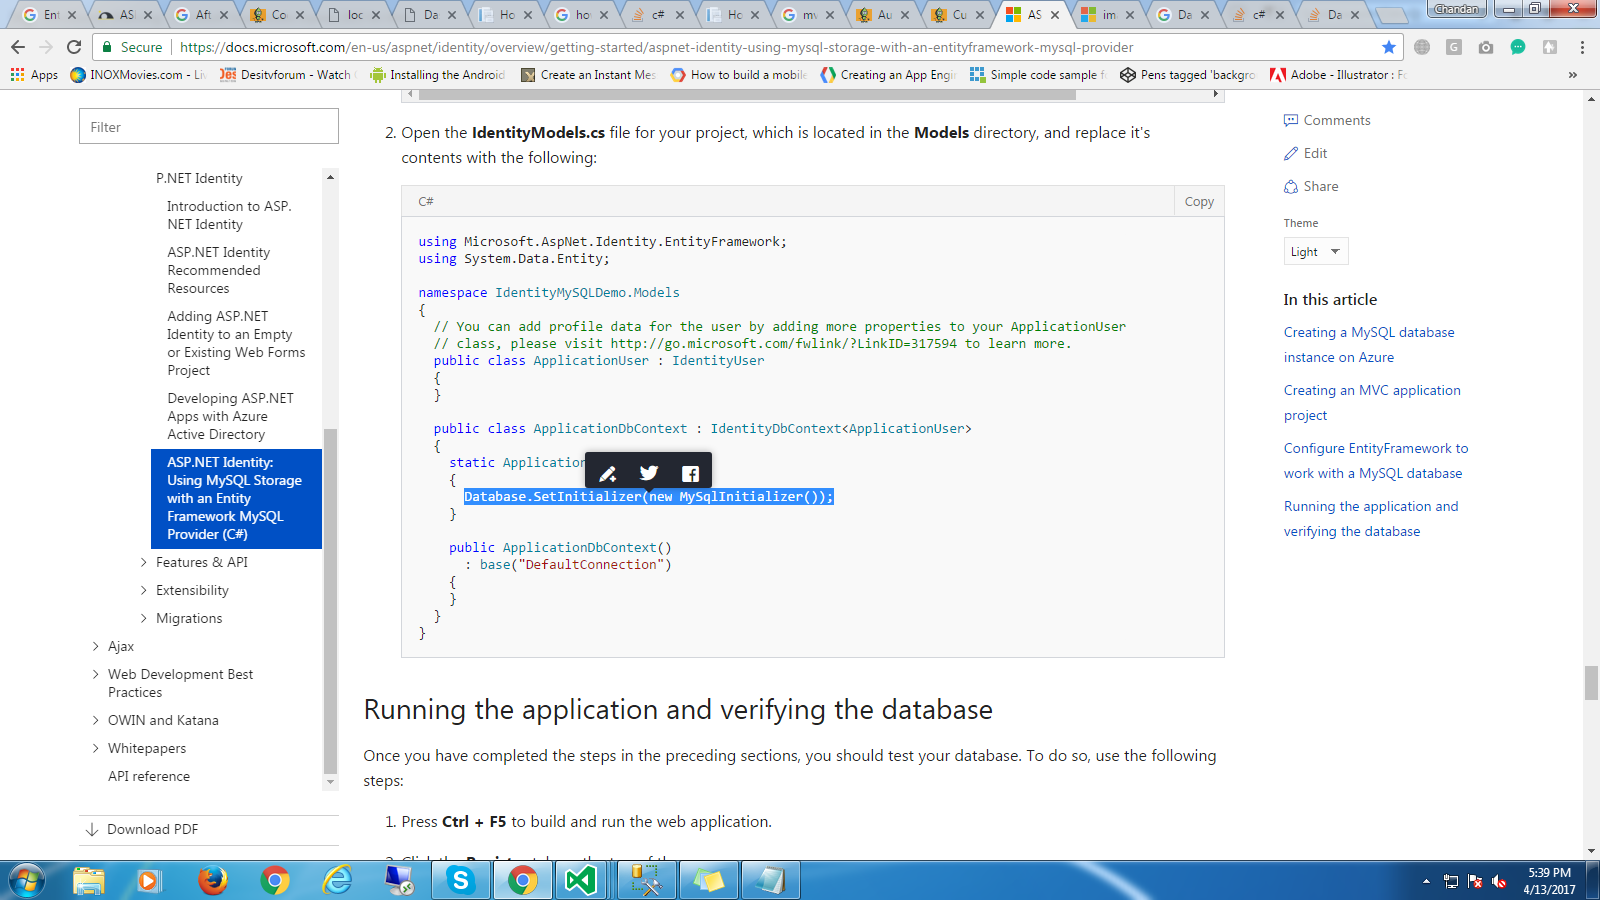 Ent
ASI
Aft
Cor
loc
Da
Ho
ho
c#
Ho
mv
Au
Cu
AS
im
Da
c#
Da
Chandan
Secure
https://docs.microsoft.com/en-us/aspnet/identity/overview/getting-started/aspnet-identity-using-mysql-storage-with-an-entityframework-mysql-provider
Apps
INOXMovies.com - Liv
Desitvforum - Watch
Installing the Android
Create an Instant Mes
How to build a mobile
Creating an App Engi
Simple code sample f
Pens tagged 'backgro
Adobe - Illustrator : Fo
»
Filter
P.NET Identity
Introduction to ASP.
NET Identity
ASP.NET Identity
Recommended
Resources
Adding ASP.NET
Identity to an Empty
or Existing Web Forms
Project
Developing ASP.NET
Apps with Azure
Active Directory
ASP.NET Identity:
Using MySQL Storage
with an Entity
Framework MySQL
Provider (C#)
Features & API
Extensibility
Migrations
Ajax
Web Development Best
Practices
OWIN and Katana
Whitepapers
API reference
Download PDF
2. Open the IdentityModels.cs file for your project, which is located in the Models directory, and replace it's
contents with the following:
C#
Copy
using Microsoft.AspNet.Identity.EntityFramework;
using System.Data.Entity;
namespace IdentityMySQLDemo.Models
{
// You can add profile data for the user by adding more properties to your ApplicationUser
// class, please visit http://go.microsoft.com/fwlink/?LinkID=317594 to learn more.
public class ApplicationUser : IdentityUser
{
}
public class ApplicationDbContext : IdentityDbContext<ApplicationUser>
{
static Application
{
Database.SetInitializer(new MySqlInitializer());
}
public ApplicationDbContext()
: base("DefaultConnection")
{
}
}
}
Running the application and verifying the database
Once you have completed the steps in the preceding sections, you should test your database. To do so, use the following
steps:
1. Press Ctrl + F5 to build and run the web application.
Comments
Edit
Share
Theme
Light
In this article
Creating a MySQL database
instance on Azure
Creating an MVC application
project
Configure EntityFramework to
work with a MySQL database
Running the application and
verifying the database
5:39 PM
4/13/2017